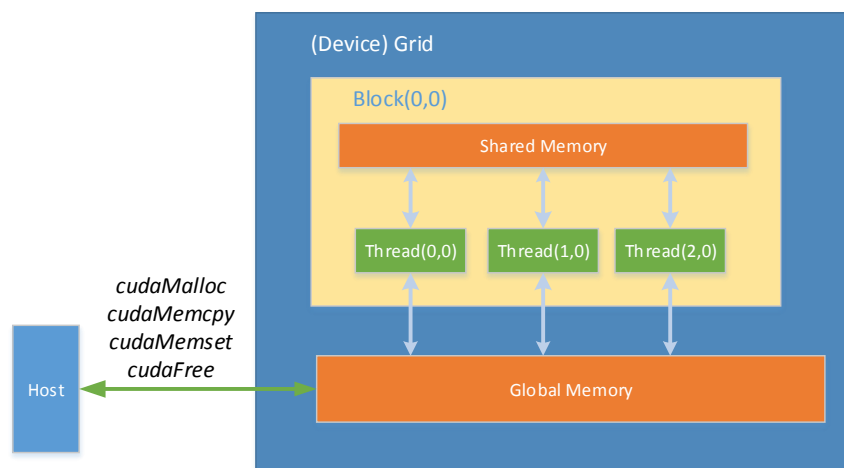 (Device) Grid
Block(0,0)
Shared Memory
Thread(0,0)
Thread(1,0)
Thread(2,0)
cudaMalloc
cudaMemcpy
cudaMemset
cudaFree
Host
Global Memory